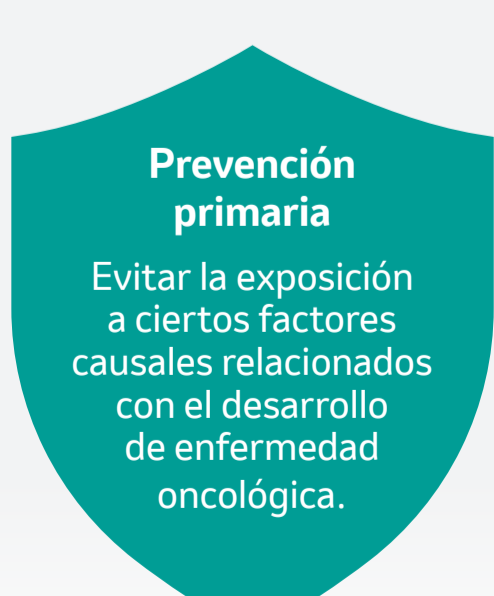 Prevención
primaria
Evitar la exposición
a ciertos factores
causales relacionados
con el desarrollo
de enfermedad
oncológica.